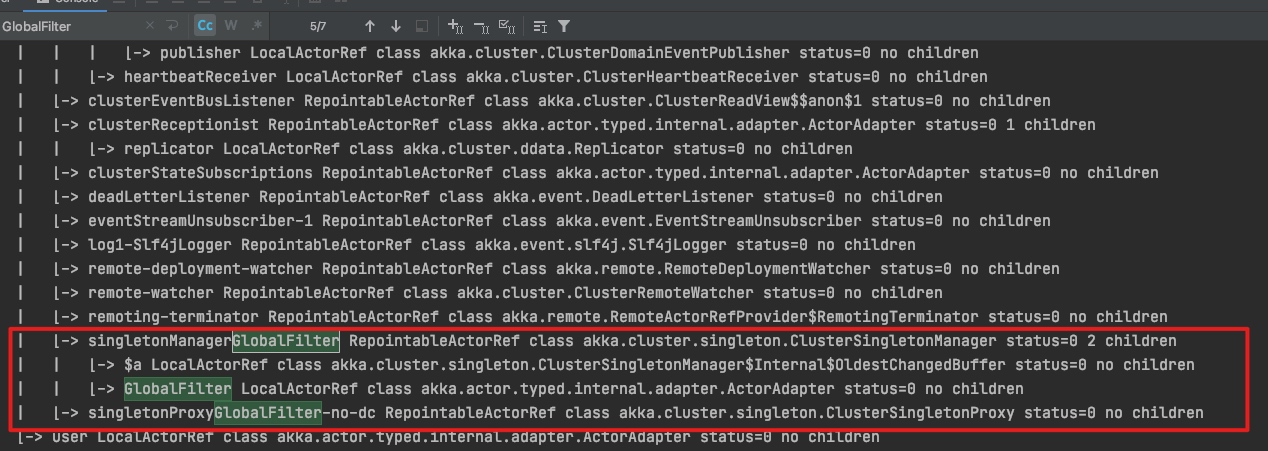 Console
GlobalFilter Cc W .* 5/7
| | | [-> publisher LocalActorRef class akka.cluster.ClusterDomainEventPublisher status=0 no children
| | [-> heartbeatReceiver LocalActorRef class akka.cluster.ClusterHeartbeatReceiver status=0 no children
| [-> clusterEventBusListener RepointableActorRef class akka.cluster.ClusterReadView$$anon$1 status=0 no children
| [-> clusterReceptionist RepointableActorRef class akka.actor.typed.internal.adapter.ActorAdapter status=0 1 children
| | [-> replicator LocalActorRef class akka.cluster.ddata.Replicator status=0 no children
| [-> clusterStateSubscriptions RepointableActorRef class akka.actor.typed.internal.adapter.ActorAdapter status=0 no children
| [-> deadLetterListener RepointableActorRef class akka.event.DeadLetterListener status=0 no children
| [-> eventStreamUnsubscriber-1 RepointableActorRef class akka.event.EventStreamUnsubscriber status=0 no children
| [-> log1-Slf4jLogger RepointableActorRef class akka.event.slf4j.Slf4jLogger status=0 no children
| [-> remote-deployment-watcher RepointableActorRef class akka.remote.RemoteDeploymentWatcher status=0 no children
| [-> remote-watcher RepointableActorRef class akka.cluster.ClusterRemoteWatcher status=0 no children
| [-> remoting-terminator RepointableActorRef class akka.remote.RemoteActorRefProvider$RemotingTerminator status=0 no children
| [-> singletonManagerGlobalFilter RepointableActorRef class akka.cluster.singleton.ClusterSingletonManager status=0 2 children
| | [-> $a LocalActorRef class akka.cluster.singleton.ClusterSingletonManager$Internal$OldestChangedBuffer status=0 no children
| | [-> GlobalFilter LocalActorRef class akka.actor.typed.internal.adapter.ActorAdapter status=0 no children
| [-> singletonProxyGlobalFilter-no-dc RepointableActorRef class akka.cluster.singleton.ClusterSingletonProxy status=0 no children
[-> user LocalActorRef class akka.actor.typed.internal.adapter.ActorAdapter status=0 no children